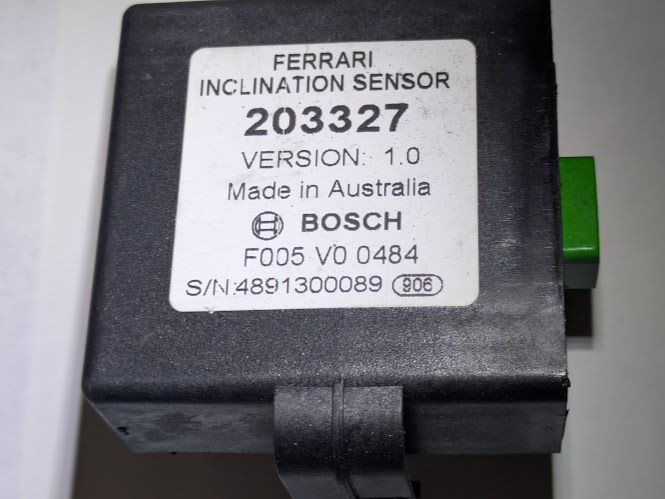 FERRARI
INCLINATION SENSOR
203327
VERSION: 1.0
Made in Australia
BOSCH
F005 V0 0484
S/N:4891300089 906